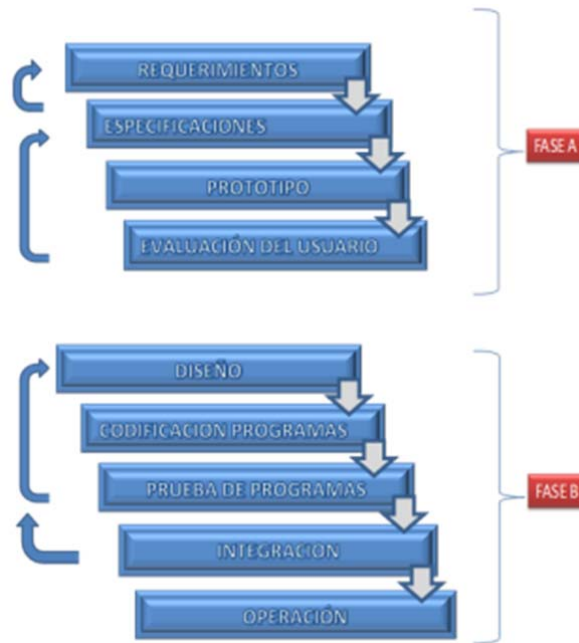 REQUERIMIENTOS
ESPECIFICACIONES
FASE A
PROTOTIPO
EVALUACIÓN DEL USUARIO
DISEÑO
CODIFICACION PROGRAMAS
PRUEBA DE PROGRAMAS
FASE B
INTEGRACION
OPERACIÓN